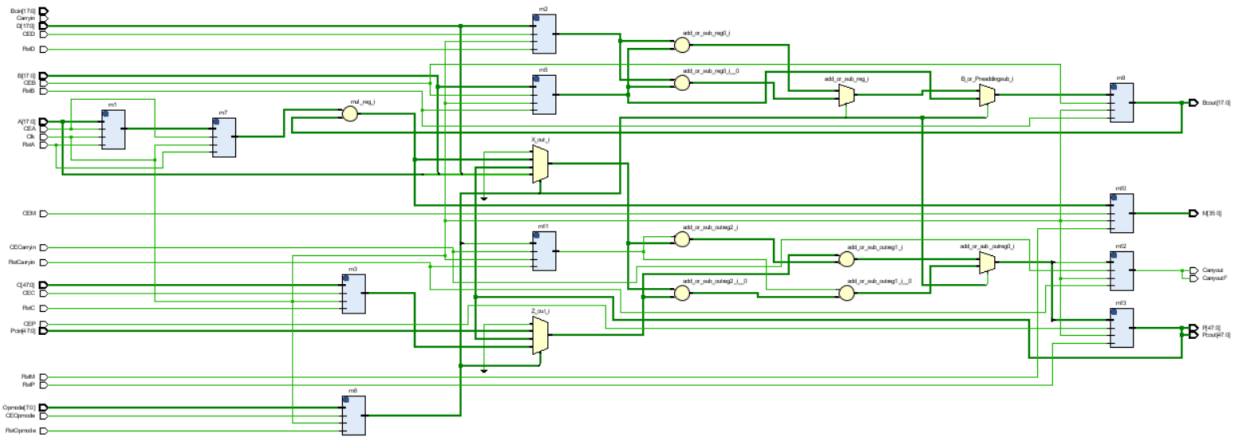 Bcin[17:0]
Carryin
D[17:0]
CED
RstD
B[17:0]
CEB
RstB
A[17:0]
CEA
Clk
RstA
CEM
CECarryin
RstCarryin
C[47:0]
CEC
RstC
CEP
Pcin[47:0]
RstM
RstP
Opmode[7:0]
CEOpmode
RstOpmode
m1
m7
mul_reg_i
m3
m8
m2
m5
X_out_i
m11
Z_out_i
add_or_sub_reg0_i
add_or_sub_reg0_i__0
add_or_sub_reg_i
B_or_Preaddingsub_i
add_or_sub_outreg2_i
add_or_sub_outreg1_i
add_or_sub_outreg0_i
add_or_sub_outreg2_i__0
add_or_sub_outreg1_i__0
m9
m10
m12
m13
Bcout[17:0]
M[35:0]
Carryout
CarryoutF
P[47:0]
Pcout[47:0]